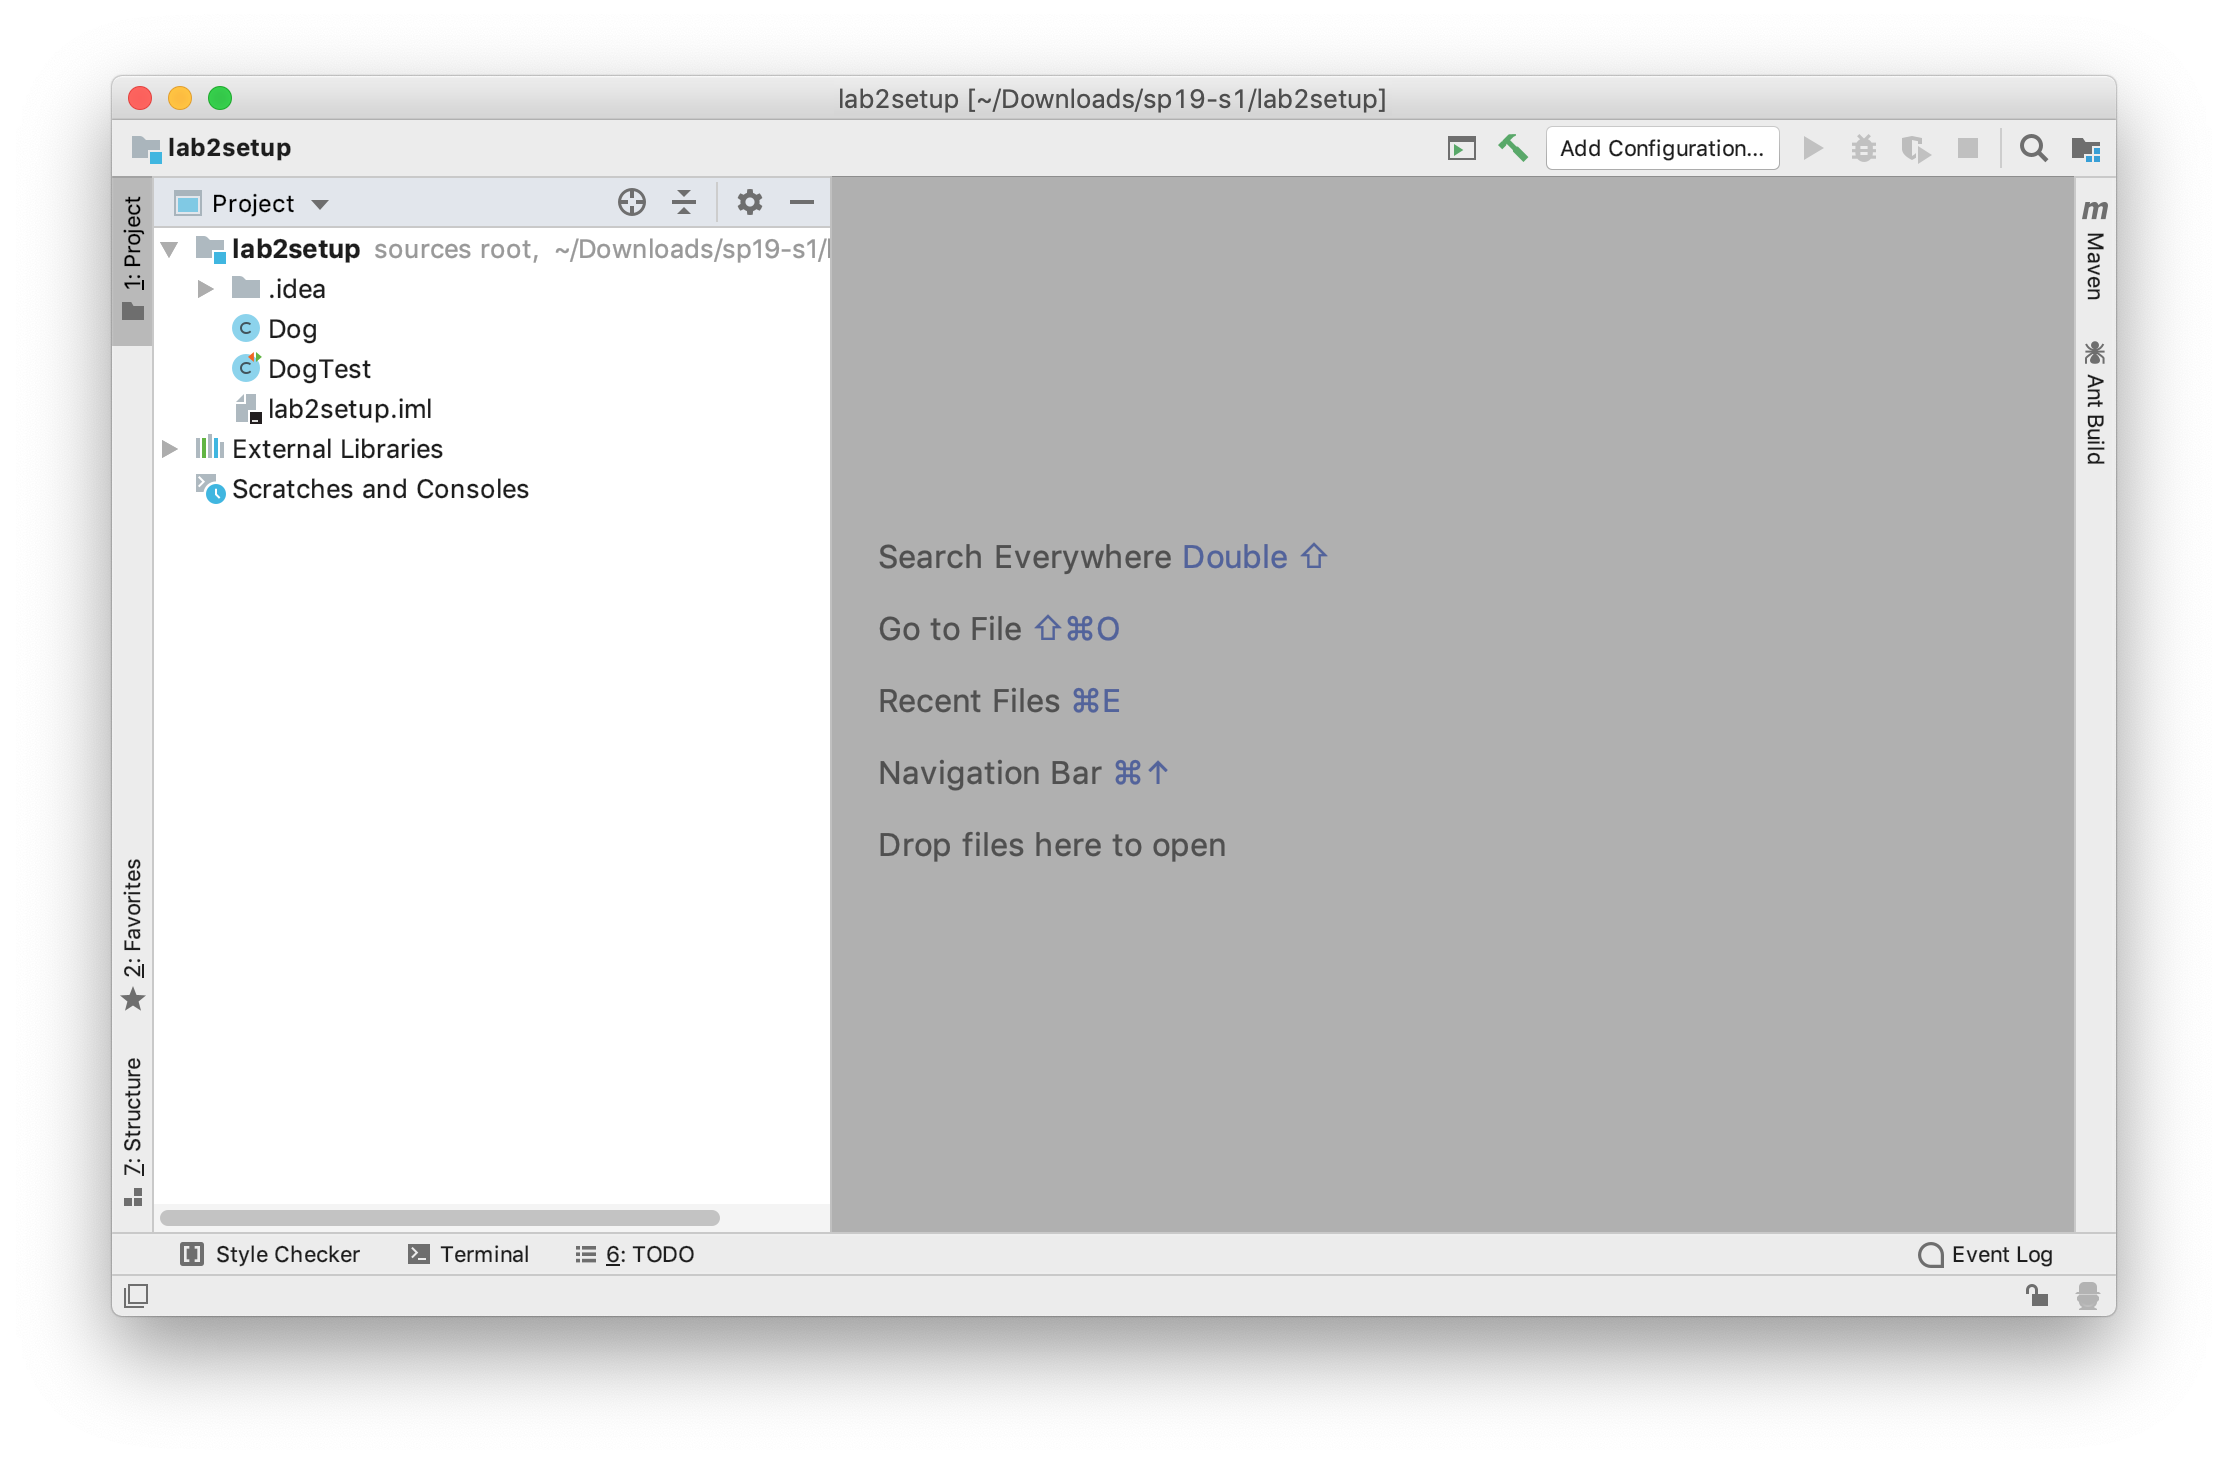 lab2setup [~/Downloads/sp19-s1/lab2setup]
lab2setup
Add Configuration...
1: Project
Project
lab2setup sources root, ~/Downloads/sp19-s1/
.idea
Dog
DogTest
lab2setup.iml
External Libraries
Scratches and Consoles
Search Everywhere Double ⇧
Go to File ⇧⌘O
Recent Files ⌘E
Navigation Bar ⌘↑
Drop files here to open
Maven
Ant Build
2: Favorites
7: Structure
Style Checker
Terminal
6: TODO
Event Log